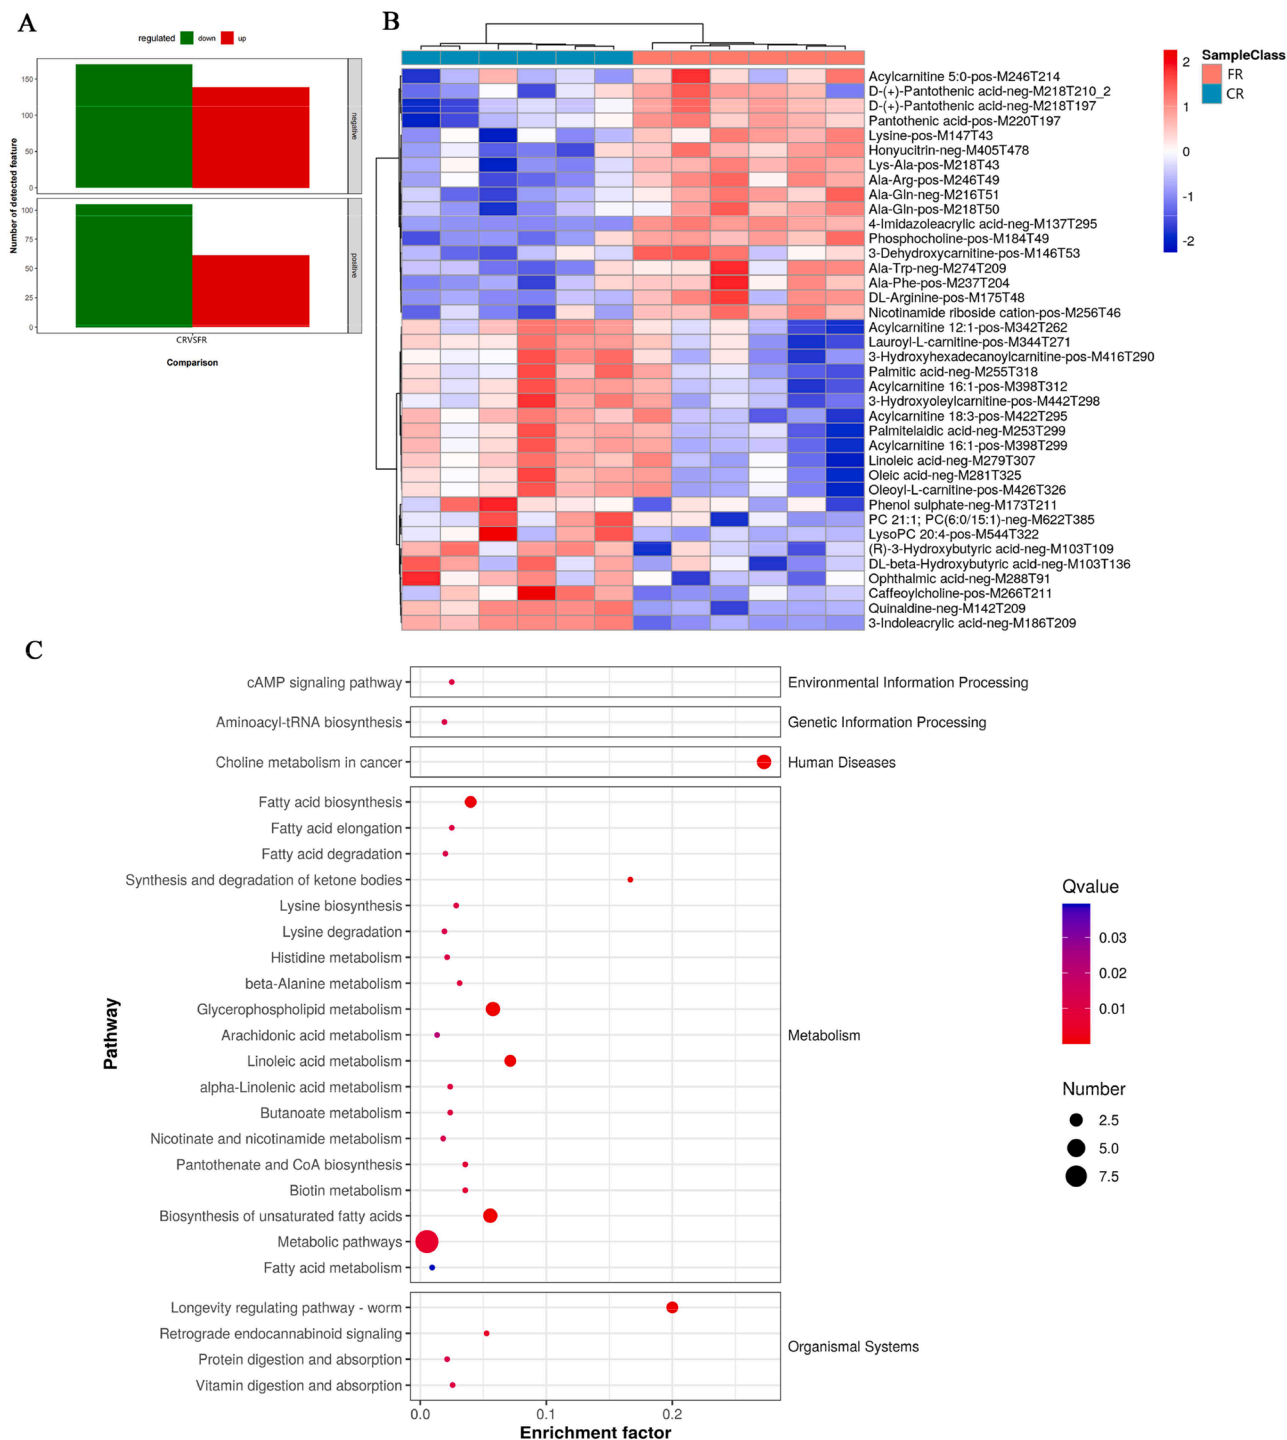 A
regulated down up
Number of detected feature
150
100
50
0
negative
100
75
50
25
0
positive
CRVSFR
Comparison
B
Acylcarnitine 5:0-pos-M246T214
D-(+)-Pantothenic acid-neg-M218T210_2
D-(+)-Pantothenic acid-neg-M218T197
Pantothenic acid-pos-M220T197
Lysine-pos-M147T43
Honyucitrin-neg-M405T478
Lys-Ala-pos-M218T43
Ala-Arg-pos-M246T49
Ala-Gln-neg-M216T51
Ala-Gln-pos-M218T50
4-Imidazoleacrylic acid-neg-M137T295
Phosphocholine-pos-M184T49
3-Dehydroxycarnitine-pos-M146T53
Ala-Trp-neg-M274T209
Ala-Phe-pos-M237T204
DL-Arginine-pos-M175T48
Nicotinamide riboside cation-pos-M256T46
Acylcarnitine 12:1-pos-M342T262
Lauroyl-L-carnitine-pos-M344T271
3-Hydroxyhexadecanoylcarnitine-pos-M416T290
Palmitic acid-neg-M255T318
Acylcarnitine 16:1-pos-M398T312
3-Hydroxyoleylcarnitine-pos-M442T298
Acylcarnitine 18:3-pos-M422T295
Palmitelaidic acid-neg-M253T299
Acylcarnitine 16:1-pos-M398T299
Linoleic acid-neg-M279T307
Oleic acid-neg-M281T325
Oleoyl-L-carnitine-pos-M426T326
Phenol sulphate-neg-M173T211
PC 21:1; PC(6:0/15:1)-neg-M622T385
LysoPC 20:4-pos-M544T322
(R)-3-Hydroxybutyric acid-neg-M103T109
DL-beta-Hydroxybutyric acid-neg-M103T136
Ophthalmic acid-neg-M288T91
Caffeoylcholine-pos-M266T211
Quinaldine-neg-M142T209
3-Indoleacrylic acid-neg-M186T209
2
1
0
-1
-2
SampleClass
FR
CR
C
Pathway
cAMP signaling pathway
Environmental Information Processing
Aminoacyl-tRNA biosynthesis
Genetic Information Processing
Choline metabolism in cancer
Human Diseases
Fatty acid biosynthesis
Fatty acid elongation
Fatty acid degradation
Synthesis and degradation of ketone bodies
Lysine biosynthesis
Lysine degradation
Histidine metabolism
beta-Alanine metabolism
Glycerophospholipid metabolism
Arachidonic acid metabolism
Linoleic acid metabolism
alpha-Linolenic acid metabolism
Butanoate metabolism
Nicotinate and nicotinamide metabolism
Pantothenate and CoA biosynthesis
Biotin metabolism
Biosynthesis of unsaturated fatty acids
Metabolic pathways
Fatty acid metabolism
Metabolism
Longevity regulating pathway - worm
Retrograde endocannabinoid signaling
Protein digestion and absorption
Vitamin digestion and absorption
Organismal Systems
0.0 0.1 0.2
Enrichment factor
Qvalue
0.03
0.02
0.01
Number
2.5
5.0
7.5